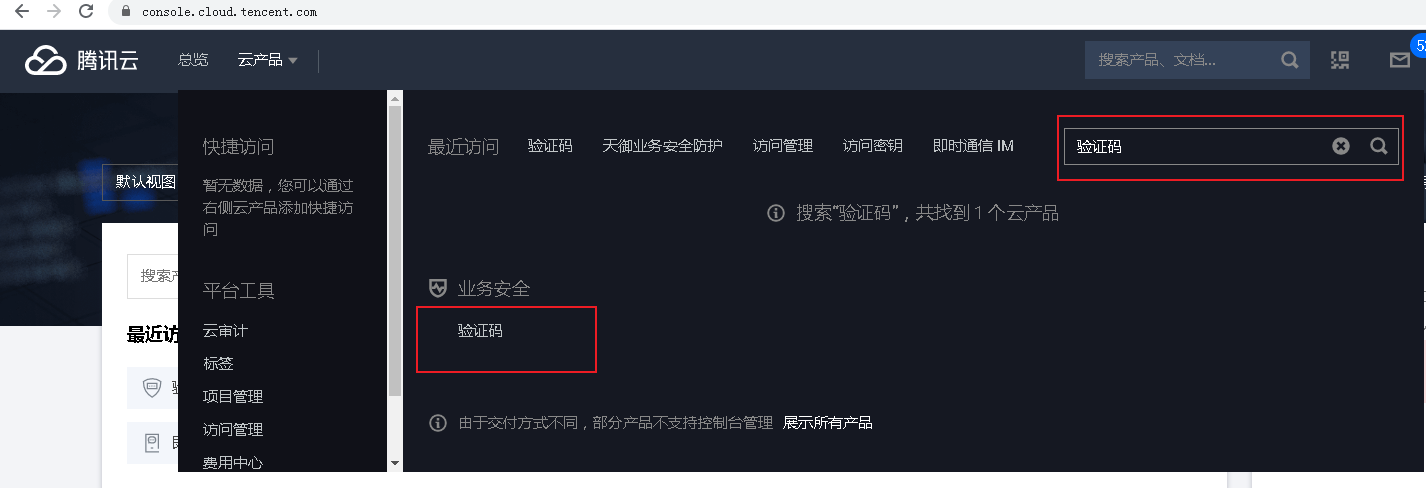 console.cloud.tencent.com
腾讯云 总览 云产品 搜索产品、文档...
快捷访问
暂无数据，您可以通过
右侧云产品添加快捷访
问
平台工具
云审计
标签
项目管理
访问管理
费用中心
最近访问 验证码 天御业务安全防护 访问管理 访问密钥 即时通信 IM
验证码
搜索“验证码”，共找到 1 个云产品
业务安全
验证码
由于交付方式不同，部分产品不支持控制台管理 展示所有产品
默认视图
搜索产
最近访